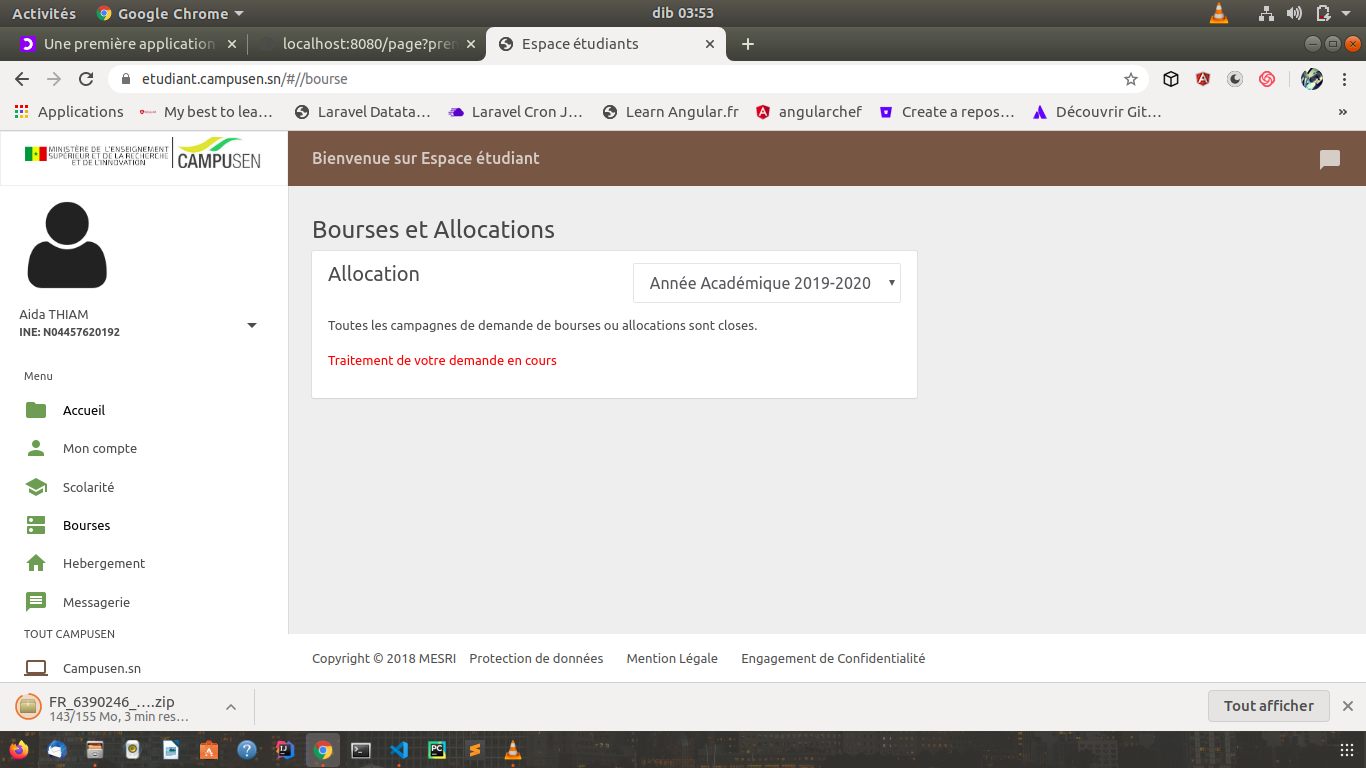 Activités
Google Chrome
dib 03:53
Une première application
localhost:8080/page?pren
Espace étudiants
etudiant.campusen.sn/#//bourse
Applications
My best to lea…
Laravel Datata…
Laravel Cron J…
Learn Angular.fr
angularchef
Create a repos…
Découvrir Git…
»
MINISTÈRE DE L'ENSEIGNEMENT
SUPÉRIEUR ET DE LA RECHERCHE
ET DE L'INNOVATION
CAMPUSEN
Bienvenue sur Espace étudiant
Aida THIAM
INE: N04457620192
Menu
Accueil
Mon compte
Scolarité
Bourses
Hebergement
Messagerie
TOUT CAMPUSEN
Campusen.sn
Bourses et Allocations
Allocation
Année Académique 2019-2020
Toutes les campagnes de demande de bourses ou allocations sont closes.
Traitement de votre demande en cours
Copyright © 2018 MESRI
Protection de données
Mention Légale
Engagement de Confidentialité
FR_6390246_….zip
143/155 Mo, 3 min res…
Tout afficher